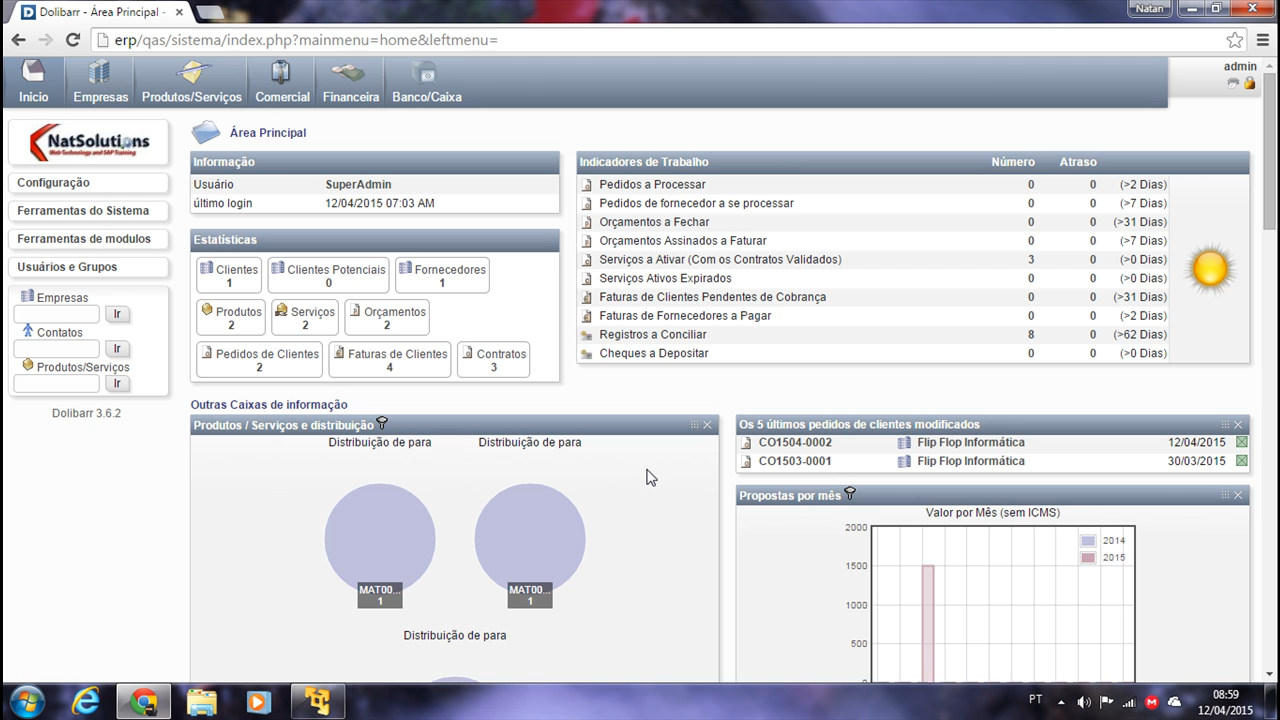 Dolibarr - Área Principal -
Natan
erp/qas/sistema/index.php?mainmenu=home&leftmenu=
Inicio
Empresas
Produtos/Serviços
Comercial
Financeira
Banco/Caixa
admin
NatSolutions
Web Technology and SAP Training
Configuração
Ferramentas do Sistema
Ferramentas de modulos
Usuários e Grupos
Empresas
Ir
Contatos
Ir
Produtos/Serviços
Ir
Dolibarr 3.6.2
Área Principal
Informação
Usuário SuperAdmin
último login 12/04/2015 07:03 AM
Estatísticas
Clientes
1
Clientes Potenciais
0
Fornecedores
1
Produtos
2
Serviços
2
Orçamentos
2
Pedidos de Clientes
2
Faturas de Clientes
4
Contratos
3
Indicadores de Trabalho Número Atraso
Pedidos a Processar 0 0 (>2 Dias)
Pedidos de fornecedor a se processar 0 0 (>7 Dias)
Orçamentos a Fechar 0 0 (>31 Dias)
Orçamentos Assinados a Faturar 0 0 (>7 Dias)
Serviços a Ativar (Com os Contratos Validados) 3 0 (>0 Dias)
Serviços Ativos Expirados 0 0 (>0 Dias)
Faturas de Clientes Pendentes de Cobrança 0 0 (>31 Dias)
Faturas de Fornecedores a Pagar 0 0 (>2 Dias)
Registros a Conciliar 8 0 (>62 Dias)
Cheques a Depositar 0 0 (>0 Dias)
Outras Caixas de informação
Produtos / Serviços e distribuição
Distribuição de para
Distribuição de para
MAT00...
1
MAT00...
1
Distribuição de para
Os 5 últimos pedidos de clientes modificados
CO1504-0002 Flip Flop Informática 12/04/2015
CO1503-0001 Flip Flop Informática 30/03/2015
Propostas por mês
Valor por Mês (sem ICMS)
2000
1500
1000
500
2014
2015
PT
08:59
12/04/2015